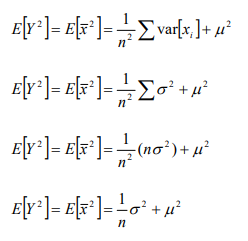 E[Y²] = E[x̄²] = 1/n² ∑ var[xᵢ] + μ²
E[Y²] = E[x̄²] = 1/n² ∑ σ² + μ²
E[Y²] = E[x̄²] = 1/n² (nσ²) + μ²
E[Y²] = E[x̄²] = 1/n σ² + μ²